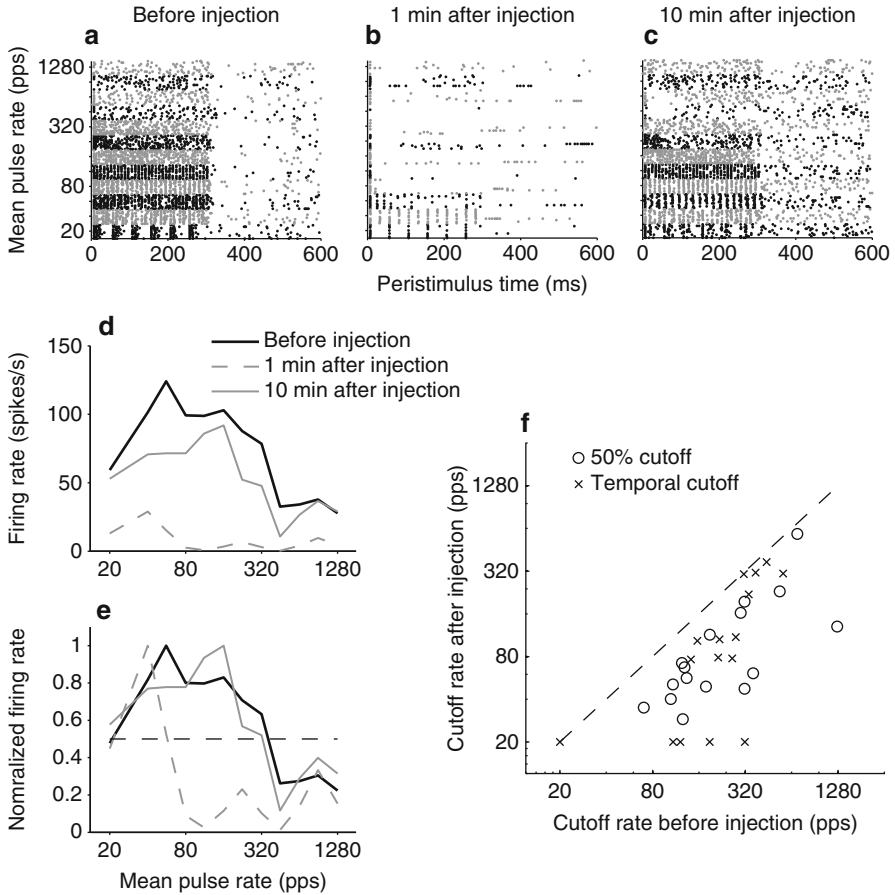 Before injection
1 min after injection
10 min after injection
a
b
c
Mean pulse rate (pps)
1280
320
80
20
0 200 400 600
0 200 400 600
0 200 400 600
Peristimulus time (ms)
d
Before injection
1 min after injection
10 min after injection
Firing rate (spikes/s)
150
100
50
0
20 80 320 1280
e
Nomralized firing rate
1
0.8
0.6
0.4
0.2
0
20 80 320 1280
Mean pulse rate (pps)
f
50% cutoff
Temporal cutoff
Cutoff rate after injection (pps)
1280
320
80
20
20 80 320 1280
Cutoff rate before injection (pps)